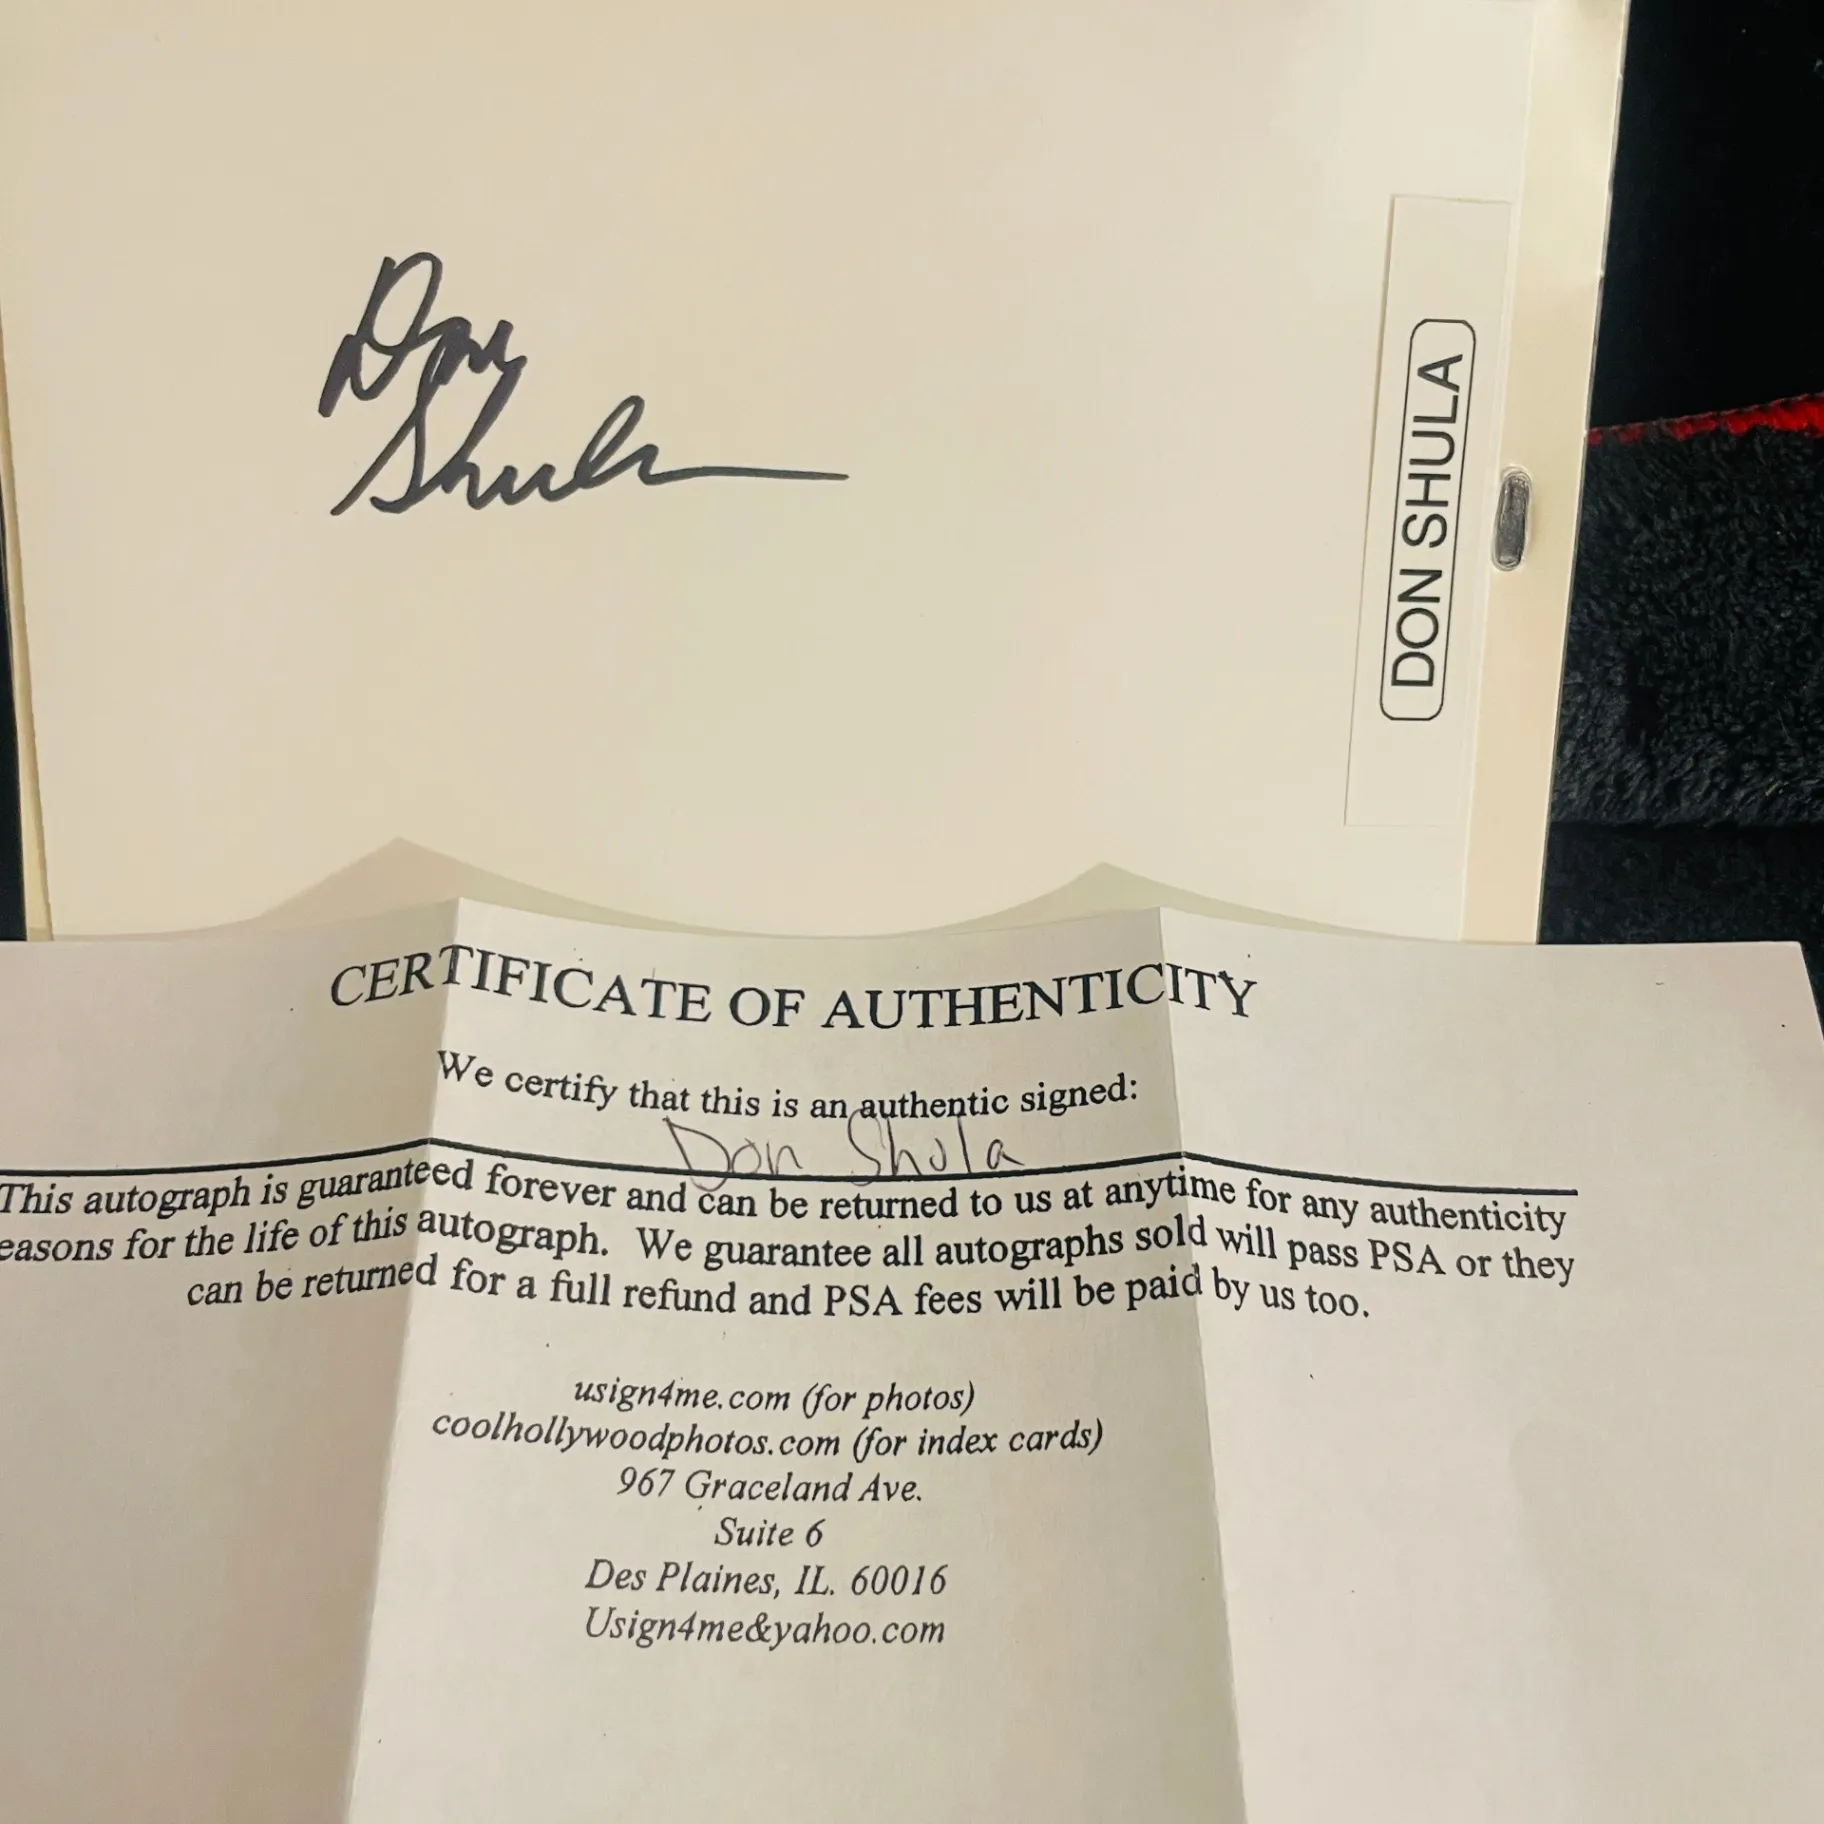 Don
Shula
DON SHULA
CERTIFICATE OF AUTHENTICITY
We certify that this is an authentic signed:
Don Shula
This autograph is guaranteed forever and can be returned to us at anytime for any authenticity
easons for the life of this autograph. We guarantee all autographs sold will pass PSA or they
can be returned for a full refund and PSA fees will be paid by us too.
usign4me.com (for photos)
coolhollywoodphotos.com (for index cards)
967 Graceland Ave.
Suite 6
Des Plaines, IL. 60016
Usign4me&yahoo.com